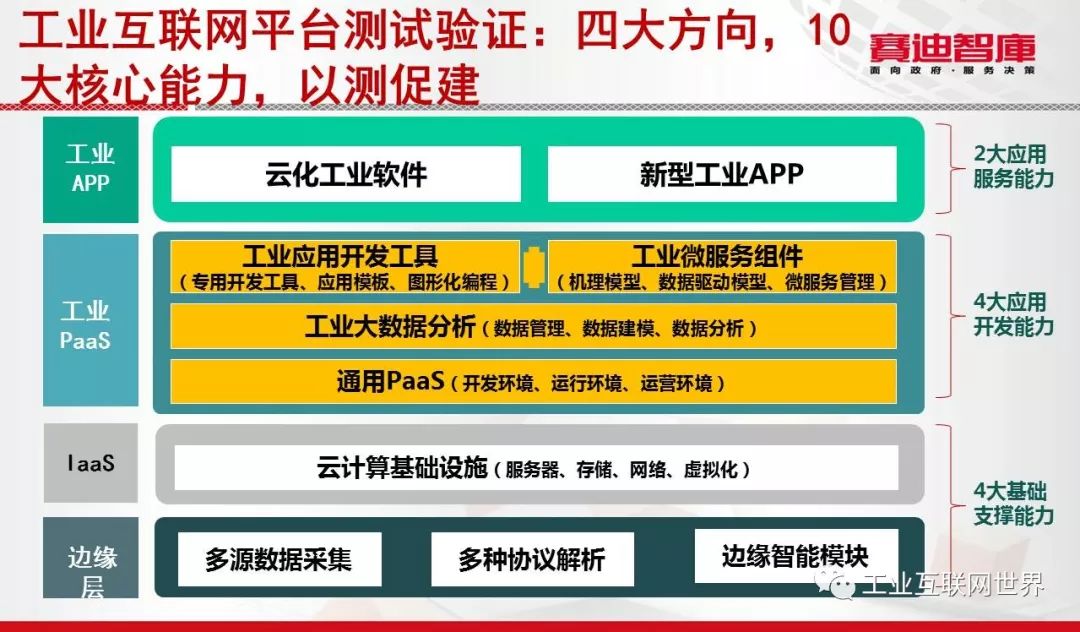 工业互联网平台测试验证：四大方向，10
大核心能力，以测促建
赛迪智库
面向政府·服务决策
工业
APP
云化工业软件
新型工业APP
2大应用
服务能力
工业
PaaS
工业应用开发工具
（专用开发工具、应用模板、图形化编程）
工业微服务组件
（机理模型、数据驱动模型、微服务管理）
工业大数据分析（数据管理、数据建模、数据分析）
通用PaaS（开发环境、运行环境、运营环境）
4大应用
开发能力
IaaS
云计算基础设施（服务器、存储、网络、虚拟化）
4大基础
支撑能力
边缘
层
多源数据采集
多种协议解析
边缘智能模块
工业互联网世界